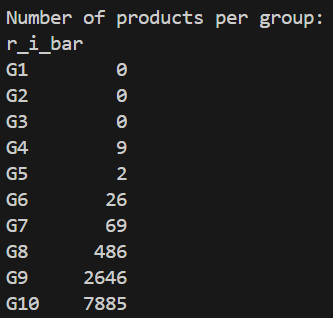 Number of products per group:
r_i_bar
G1 0
G2 0
G3 0
G4 9
G5 2
G6 26
G7 69
G8 486
G9 2646
G10 7885